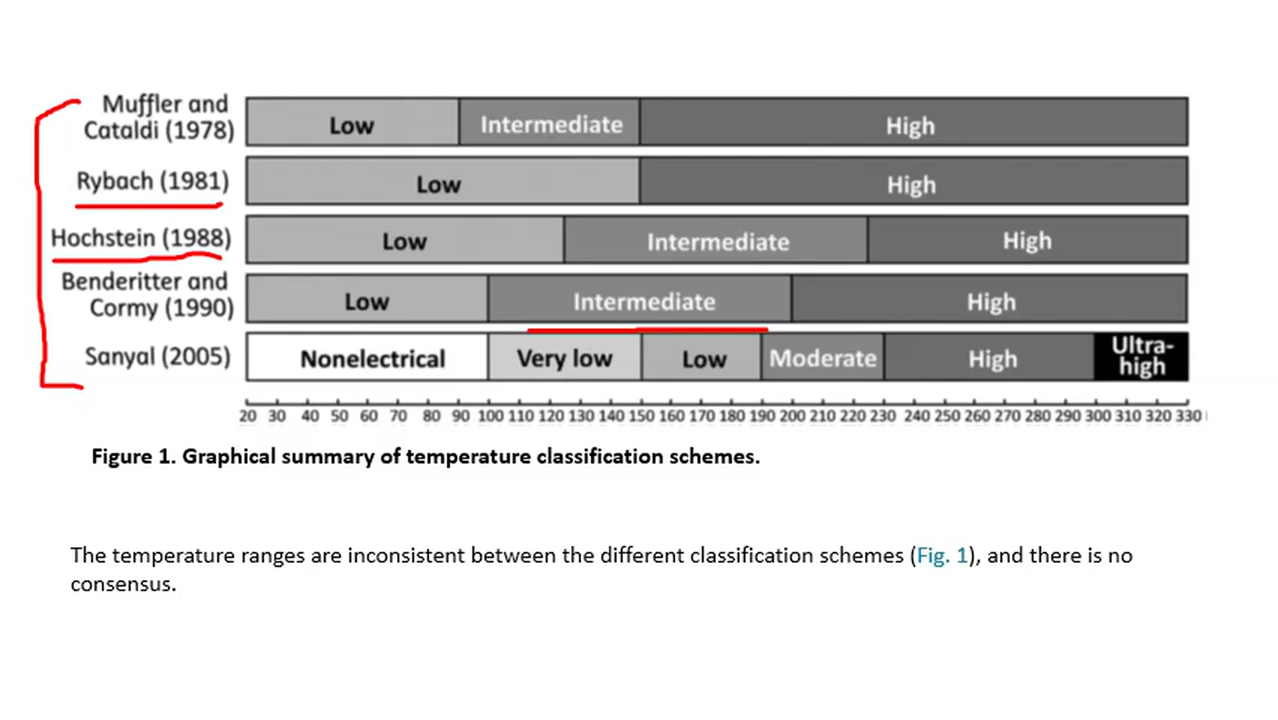 Muffler and
Cataldi (1978)
Low Intermediate High
Rybach (1981)
Low High
Hochstein (1988)
Low Intermediate High
Benderitter and
Cormy (1990)
Low Intermediate High
Sanyal (2005)
Nonelectrical Very low Low Moderate High Ultra-
high
20 30 40 50 60 70 80 90 100 110 120 130 140 150 160 170 180 190 200 210 220 230 240 250 260 270 280 290 300 310 320 330
Figure 1. Graphical summary of temperature classification schemes.
The temperature ranges are inconsistent between the different classification schemes (Fig. 1), and there is no
consensus.